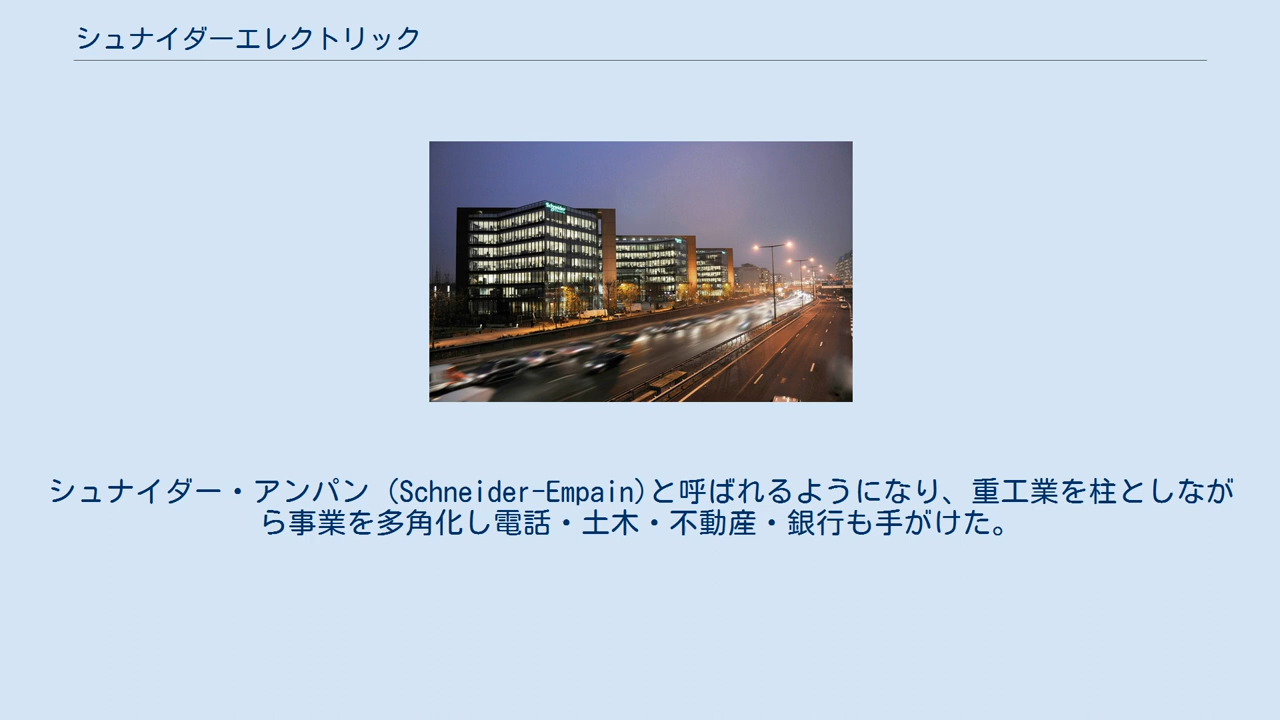 シュナイダーエレクトリック
Schneider
シュナイダー・アンパン（Schneider-Empain)と呼ばれるようになり、重工業を柱としなが
ら事業を多角化し電話・土木・不動産・銀行も手がけた。